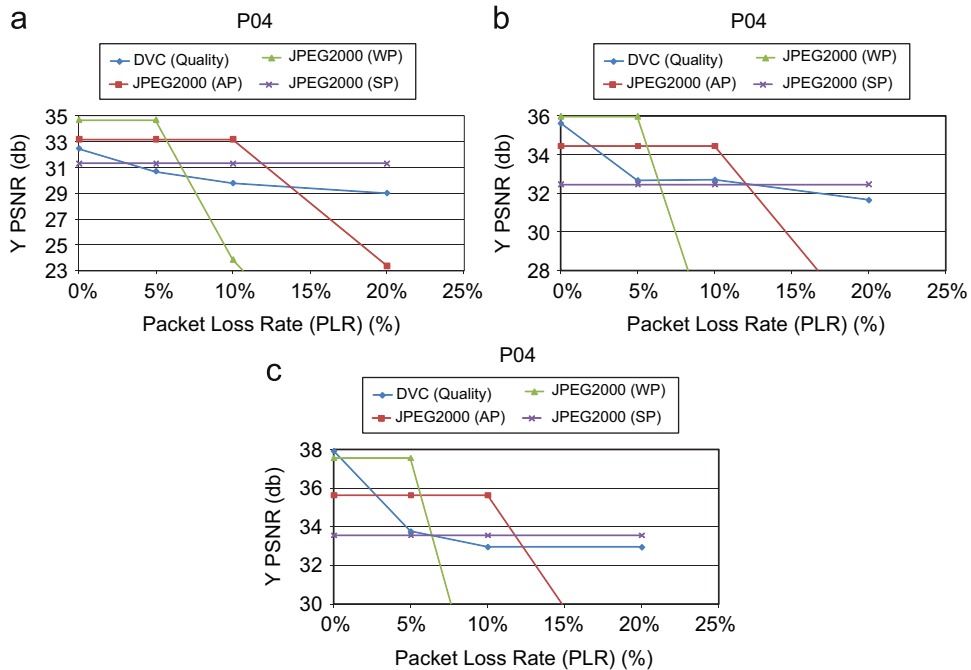 a
P04
DVC (Quality)
JPEG2000 (WP)
JPEG2000 (AP)
JPEG2000 (SP)
Y PSNR (db)
35
33
31
29
27
25
23
0%
5%
10%
15%
20%
25%
Packet Loss Rate (PLR) (%)
b
P04
DVC (Quality)
JPEG2000 (WP)
JPEG2000 (AP)
JPEG2000 (SP)
Y PSNR (db)
36
34
32
30
28
0%
5%
10%
15%
20%
25%
Packet Loss Rate (PLR) (%)
c
P04
DVC (Quality)
JPEG2000 (WP)
JPEG2000 (AP)
JPEG2000 (SP)
Y PSNR (db)
38
36
34
32
30
0%
5%
10%
15%
20%
25%
Packet Loss Rate (PLR) (%)